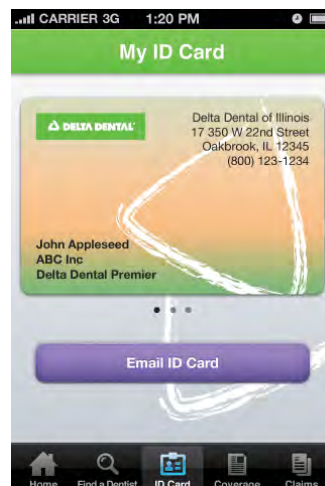 CARRIER 3G 1:20 PM
My ID Card
DELTA DENTAL
Delta Dental of Illinois
17 350 W 22nd Street
Oakbrook, IL 12345
(800) 123-1234
John Appleseed
ABC Inc
Delta Dental Premier
Email ID Card
Home Find a Dentist ID Card Coverage Claims